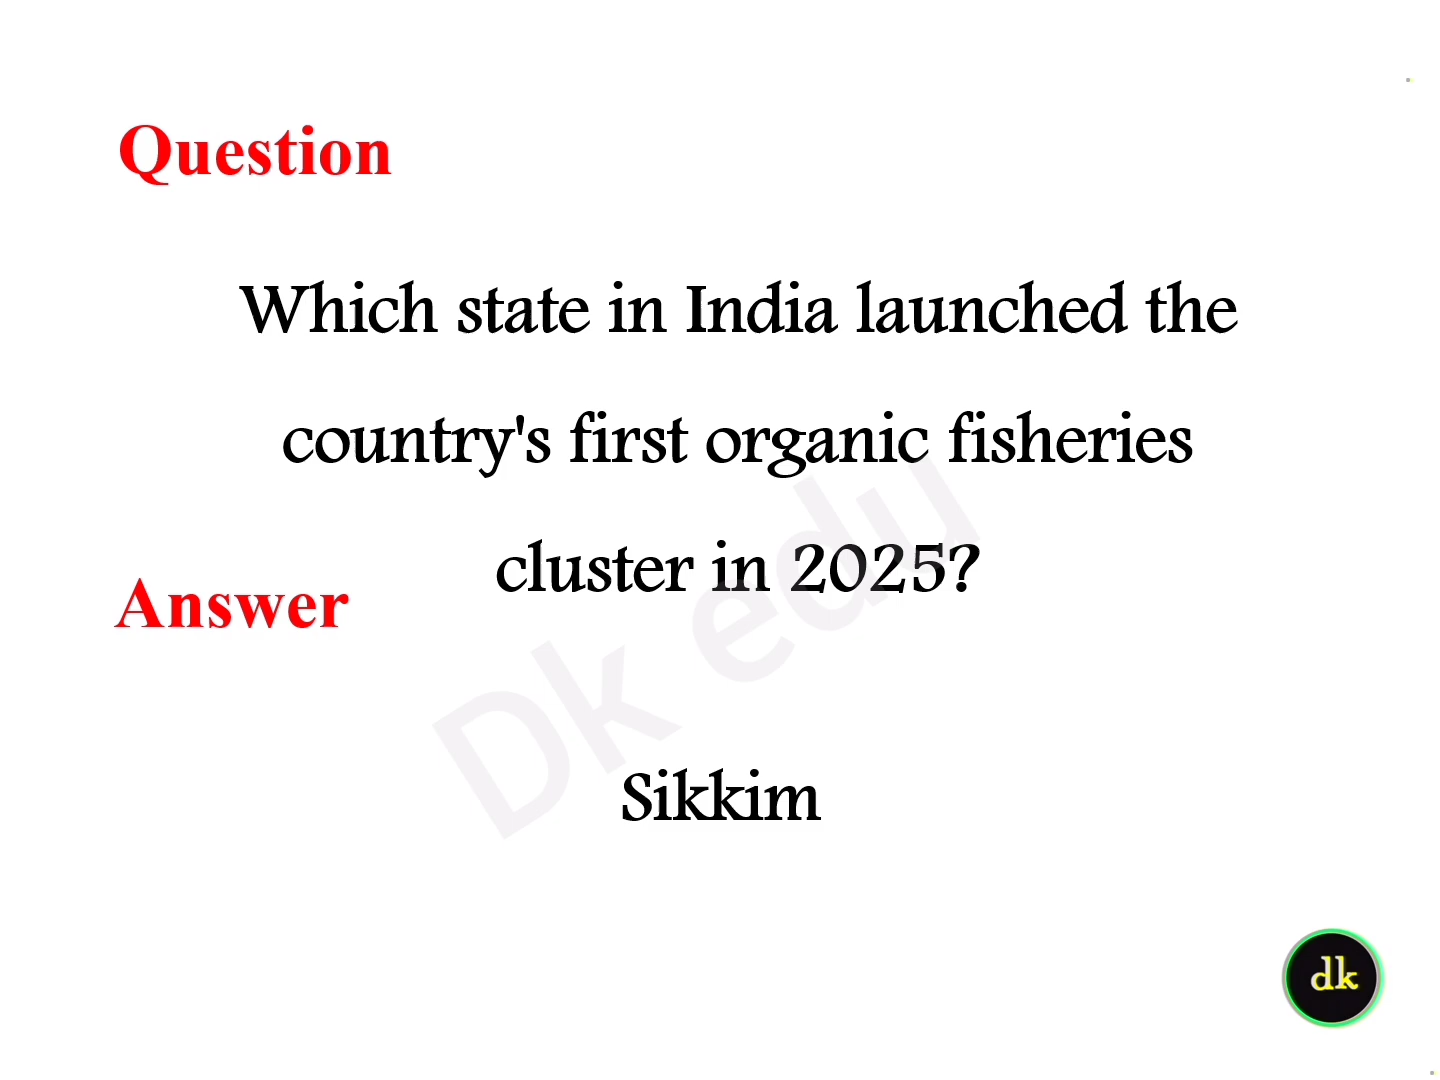 Question
Which state in India launched the
country's first organic fisheries
cluster in 2025?
Answer
Sikkim
Dk edu
dk